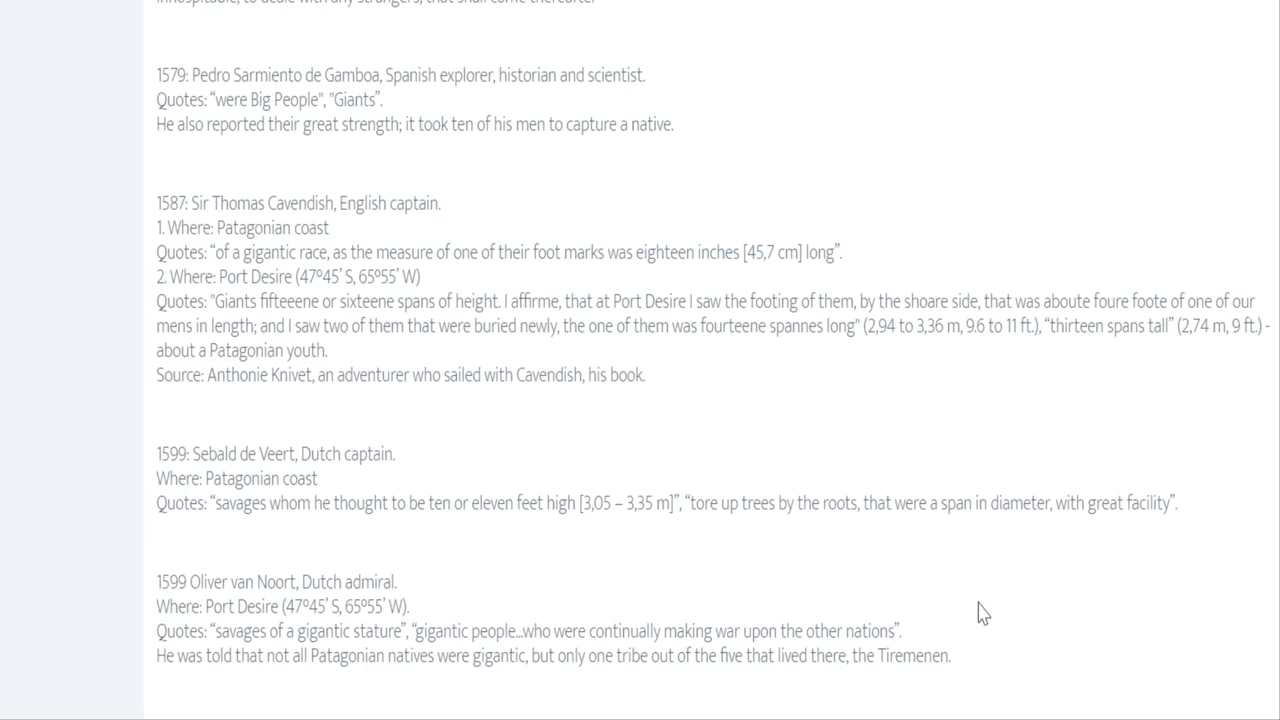 1579: Pedro Sarmiento de Gamboa, Spanish explorer, historian and scientist.
Quotes: “were Big People", "Giants”.
He also reported their great strength; it took ten of his men to capture a native.
1587: Sir Thomas Cavendish, English captain.
1. Where: Patagonian coast
Quotes: “of a gigantic race, as the measure of one of their foot marks was eighteen inches [45,7 cm] long”.
2. Where: Port Desire (47º45’ S, 65º55’ W)
Quotes: "Giants fifteeene or sixteene spans of height. I affirme, that at Port Desire I saw the footing of them, by the shoare side, that was aboute foure foote of one of our
mens in length; and I saw two of them that were buried newly, the one of them was fourteene spannes long" (2,94 to 3,36 m, 9.6 to 11 ft.), “thirteen spans tall” (2,74 m, 9 ft.) -
about a Patagonian youth.
Source: Anthonie Knivet, an adventurer who sailed with Cavendish, his book.
1599: Sebald de Veert, Dutch captain.
Where: Patagonian coast
Quotes: “savages whom he thought to be ten or eleven feet high [3,05 – 3,35 m]”, “tore up trees by the roots, that were a span in diameter, with great facility”.
1599 Oliver van Noort, Dutch admiral.
Where: Port Desire (47º45’ S, 65º55’ W).
Quotes: “savages of a gigantic stature”, “gigantic people...who were continually making war upon the other nations”.
He was told that not all Patagonian natives were gigantic, but only one tribe out of the five that lived there, the Tiremenen.